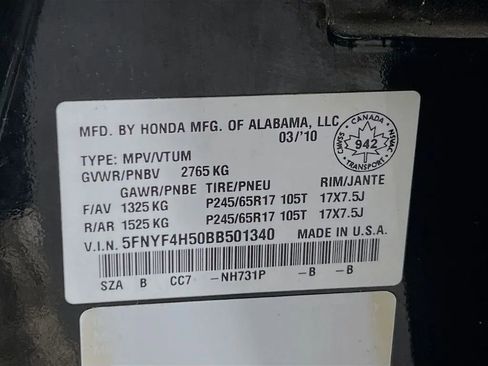 MFD. BY HONDA MFG. OF ALABAMA, LLC
03/'10
CANADA
CMVSS 942 NSVAC
TRANSPORT
TYPE: MPV/VTUM
GVWR/PNBV 2765 KG
GAWR/PNBE TIRE/PNEU RIM/JANTE
F/AV 1325 KG P245/65R17 105T 17X7.5J
R/AR 1525 KG P245/65R17 105T 17X7.5J
V.I.N. 5FNYF4H50BB501340 MADE IN U.S.A.
SZA B CC7 -NH731P -B -B